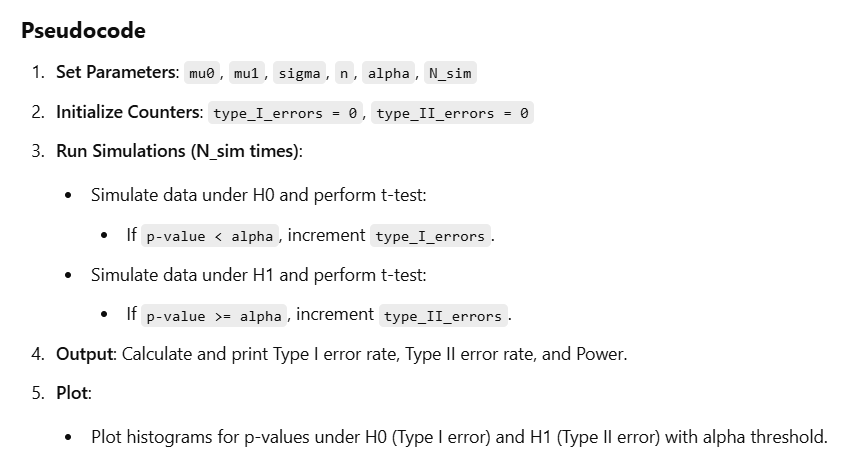 Pseudocode
1. Set Parameters: mu0, mu1, sigma, n, alpha, N_sim
2. Initialize Counters: type_I_errors = 0, type_II_errors = 0
3. Run Simulations (N_sim times):
• Simulate data under H0 and perform t-test:
• If p-value < alpha, increment type_I_errors.
• Simulate data under H1 and perform t-test:
• If p-value >= alpha, increment type_II_errors.
4. Output: Calculate and print Type I error rate, Type II error rate, and Power.
5. Plot:
• Plot histograms for p-values under H0 (Type I error) and H1 (Type II error) with alpha threshold.